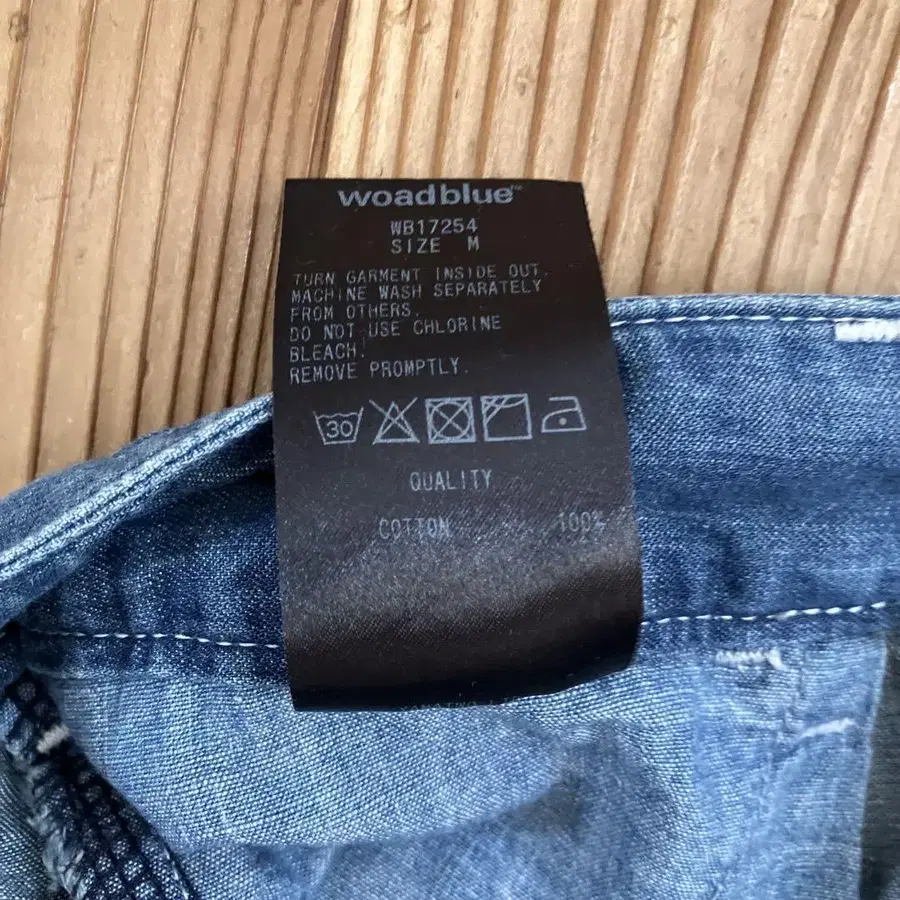 woadblue™
WB17254
SIZE M
TURN GARMENT INSIDE OUT.
MACHINE WASH SEPARATELY
FROM OTHERS.
DO NOT USE CHLORINE
BLEACH.
REMOVE PROMPTLY.
30
QUALITY
COTTON 100%